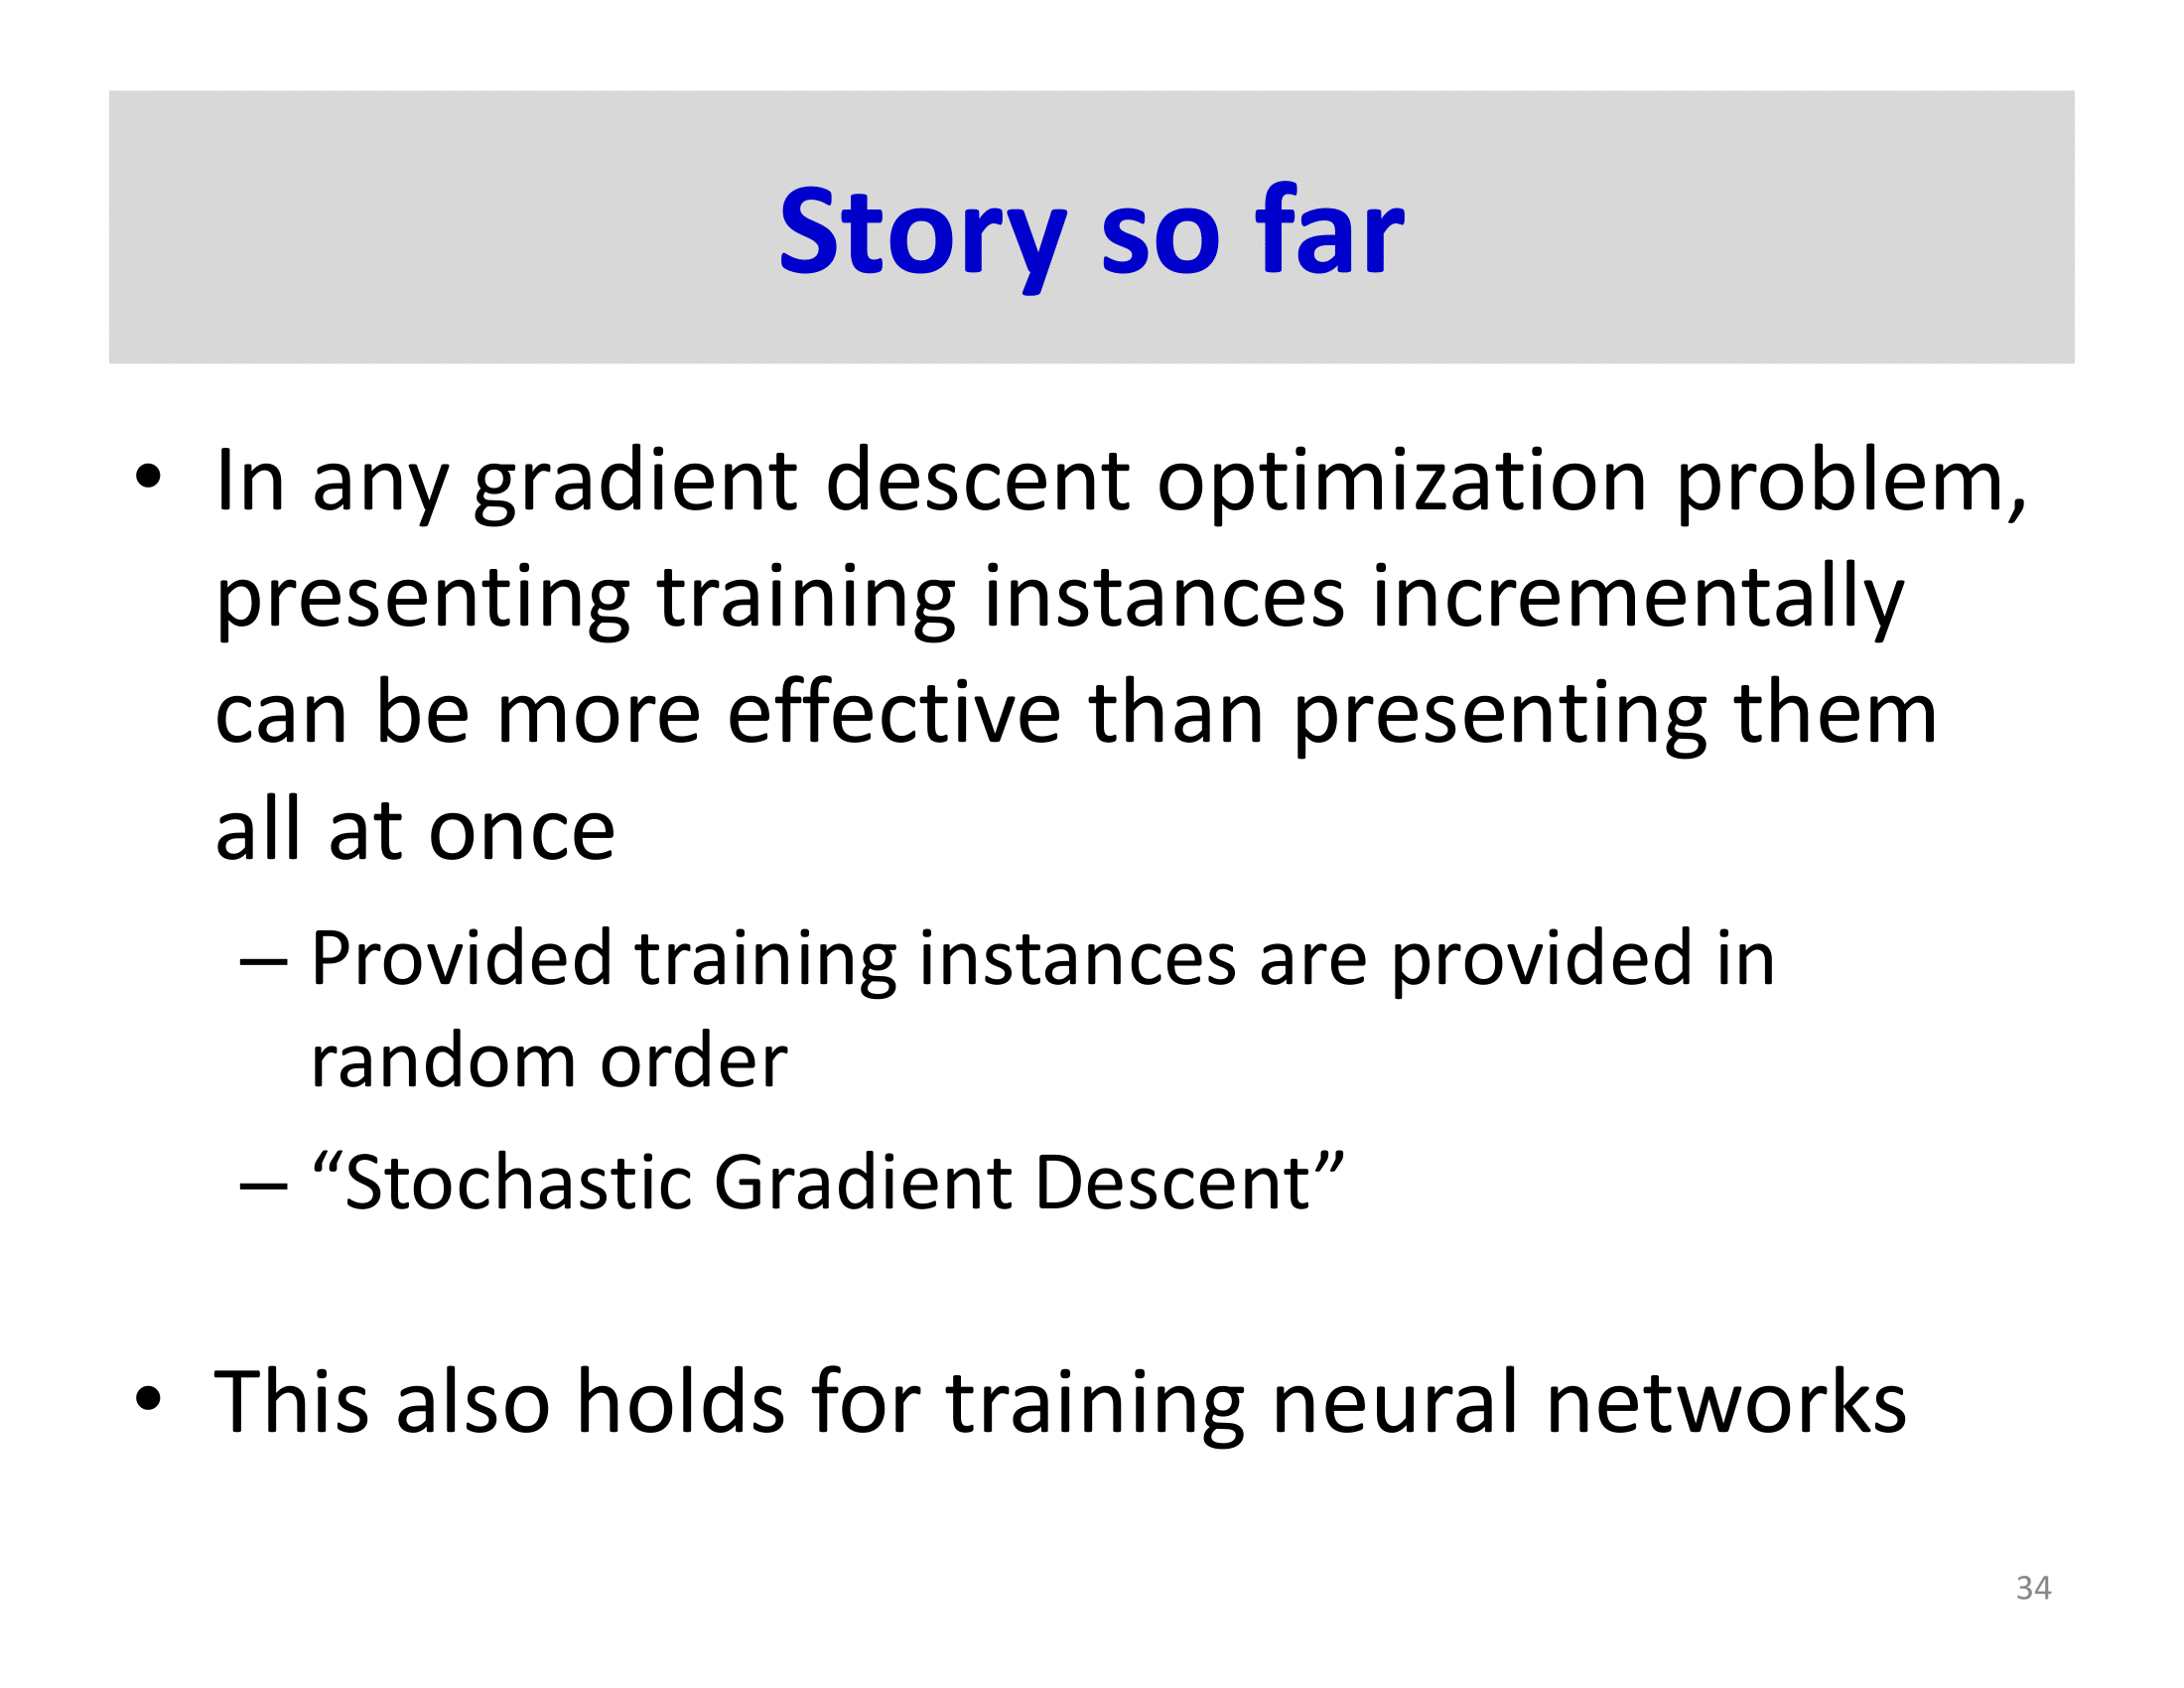 Story so far
• In any gradient descent optimization problem,
presenting training instances incrementally
can be more effective than presenting them
all at once
– Provided training instances are provided in
random order
– “Stochastic Gradient Descent”
• This also holds for training neural networks
34